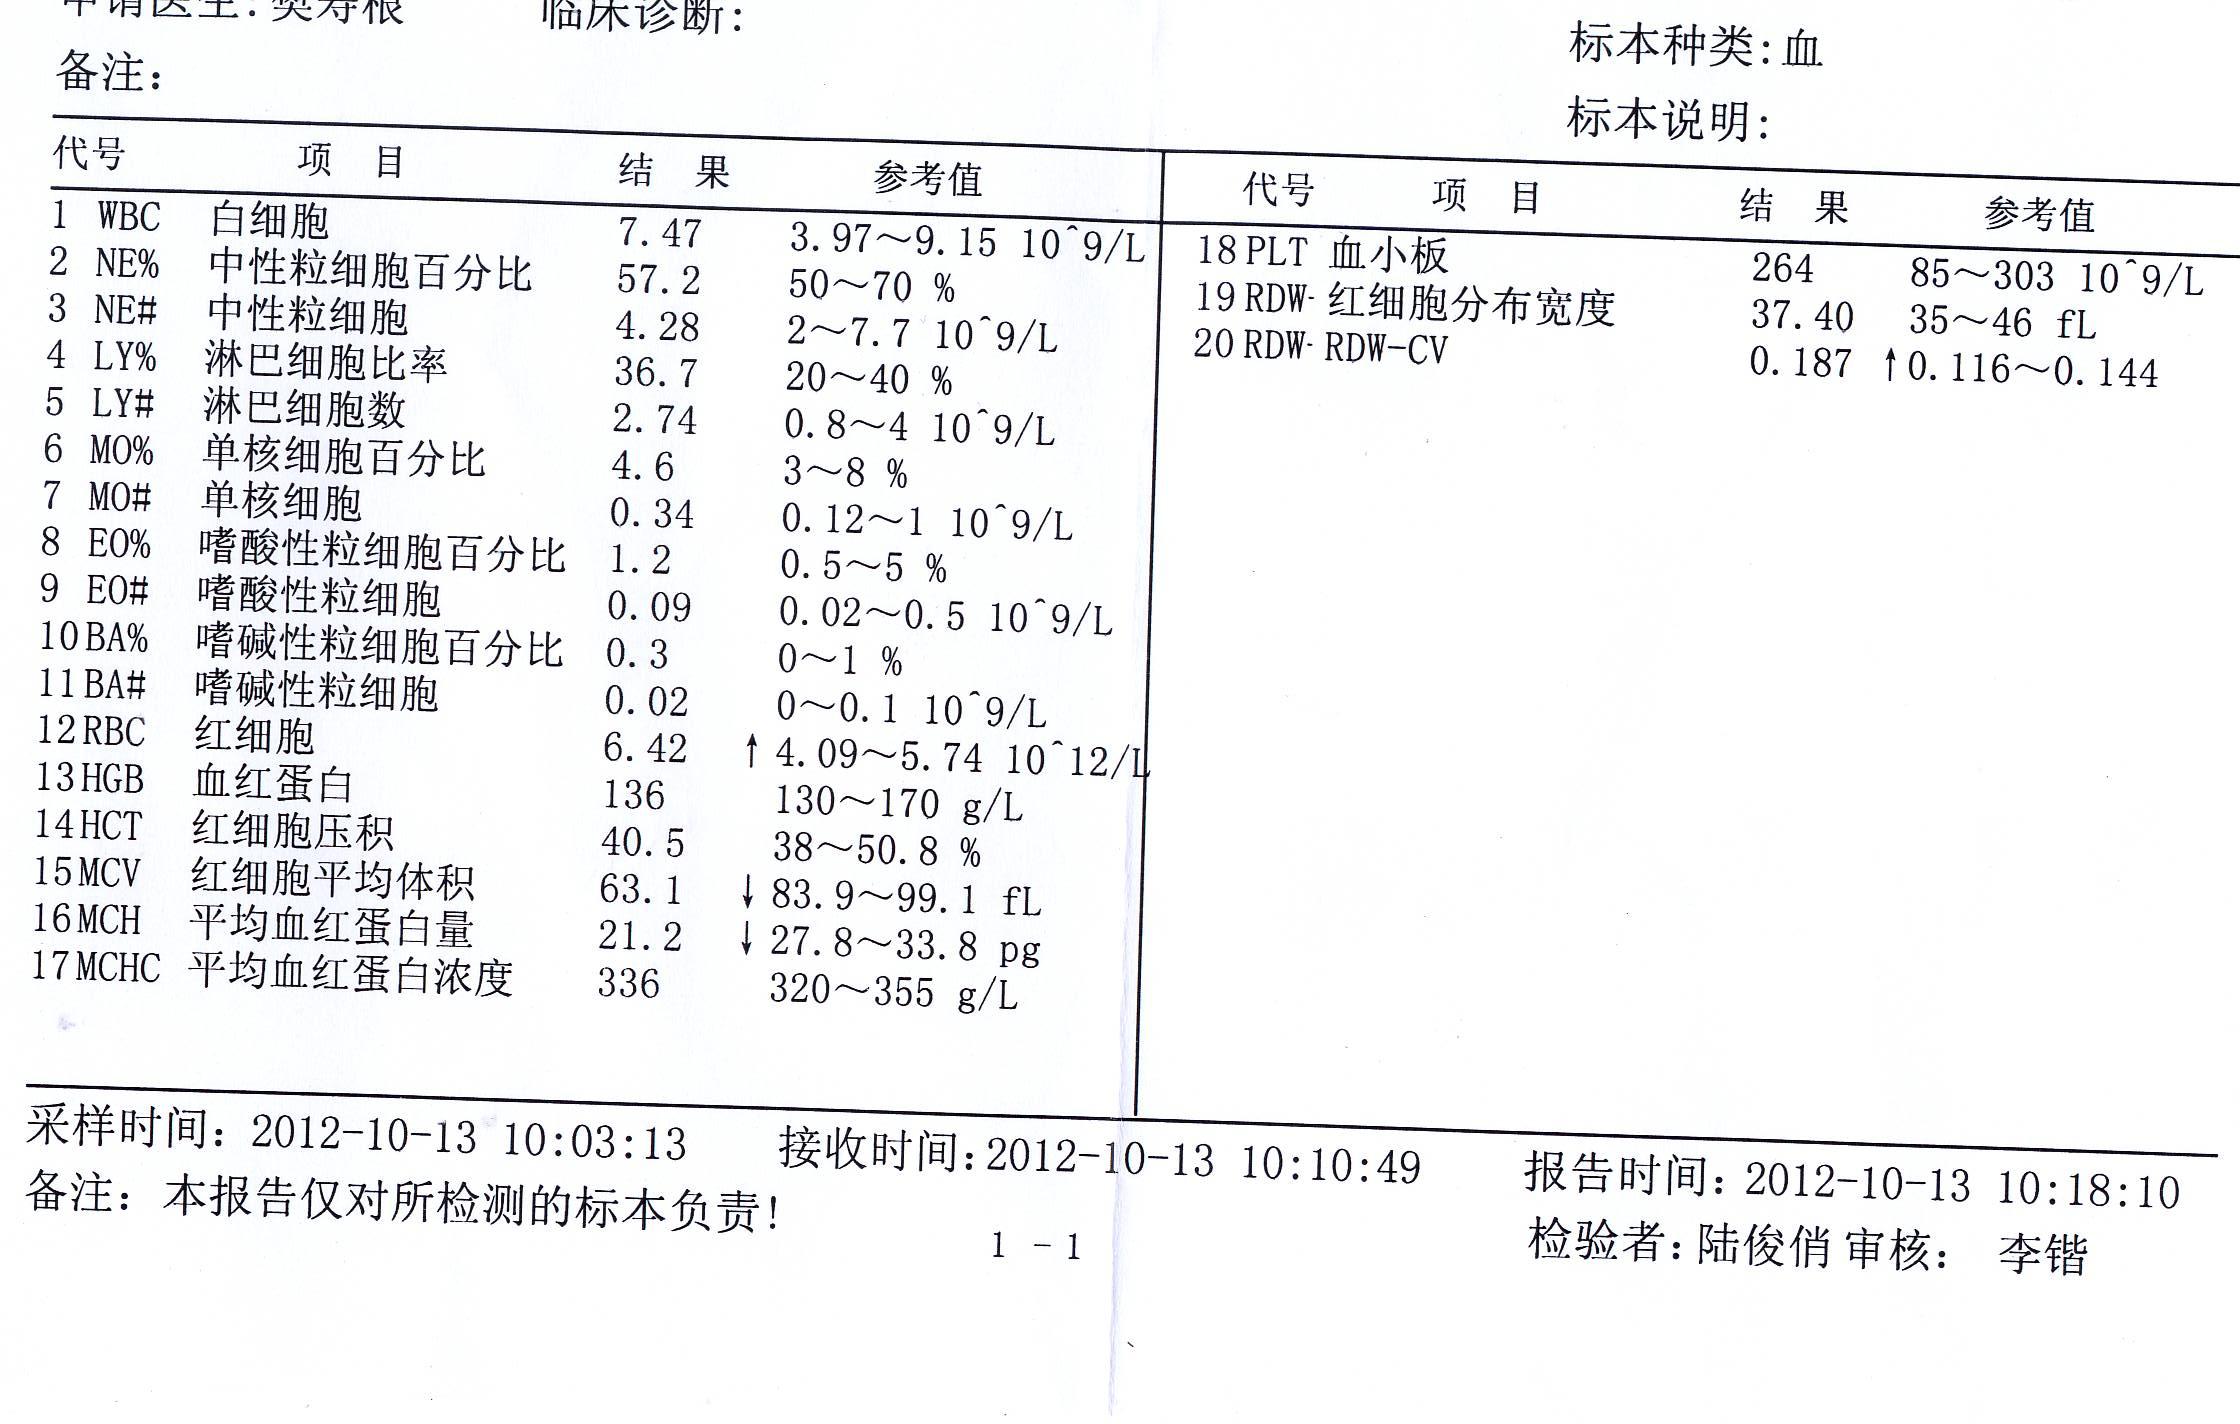 申请医生:樊寿根 临床诊断:
标本种类:血
备注:
标本说明:
代号 项 目 结 果 参考值
1 WBC 白细胞 7.47 3.97～9.15 10^9/L
2 NE% 中性粒细胞百分比 57.2 50～70 %
3 NE# 中性粒细胞 4.28 2～7.7 10^9/L
4 LY% 淋巴细胞比率 36.7 20～40 %
5 LY# 淋巴细胞数 2.74 0.8～4 10^9/L
6 MO% 单核细胞百分比 4.6 3～8 %
7 MO# 单核细胞 0.34 0.12～1 10^9/L
8 EO% 嗜酸性粒细胞百分比 1.2 0.5～5 %
9 EO# 嗜酸性粒细胞 0.09 0.02～0.5 10^9/L
10 BA% 嗜碱性粒细胞百分比 0.3 0～1 %
11 BA# 嗜碱性粒细胞 0.02 0～0.1 10^9/L
12 RBC 红细胞 6.42 ↑ 4.09～5.74 10^12/L
13 HGB 血红蛋白 136 130～170 g/L
14 HCT 红细胞压积 40.5 38～50.8 %
15 MCV 红细胞平均体积 63.1 ↓ 83.9～99.1 fL
16 MCH 平均血红蛋白量 21.2 ↓ 27.8～33.8 pg
17 MCHC 平均血红蛋白浓度 336 320～355 g/L
代号 项 目 结 果 参考值
18 PLT 血小板 264 85～303 10^9/L
19 RDW- 红细胞分布宽度 37.40 35～46 fL
20 RDW- RDW-CV 0.187 ↑ 0.116～0.144
采样时间: 2012-10-13 10:03:13 接收时间:2012-10-13 10:10:49 报告时间: 2012-10-13 10:18:10
备注: 本报告仅对所检测的标本负责!
检验者:陆俊俏 审核: 李锴
1 -1